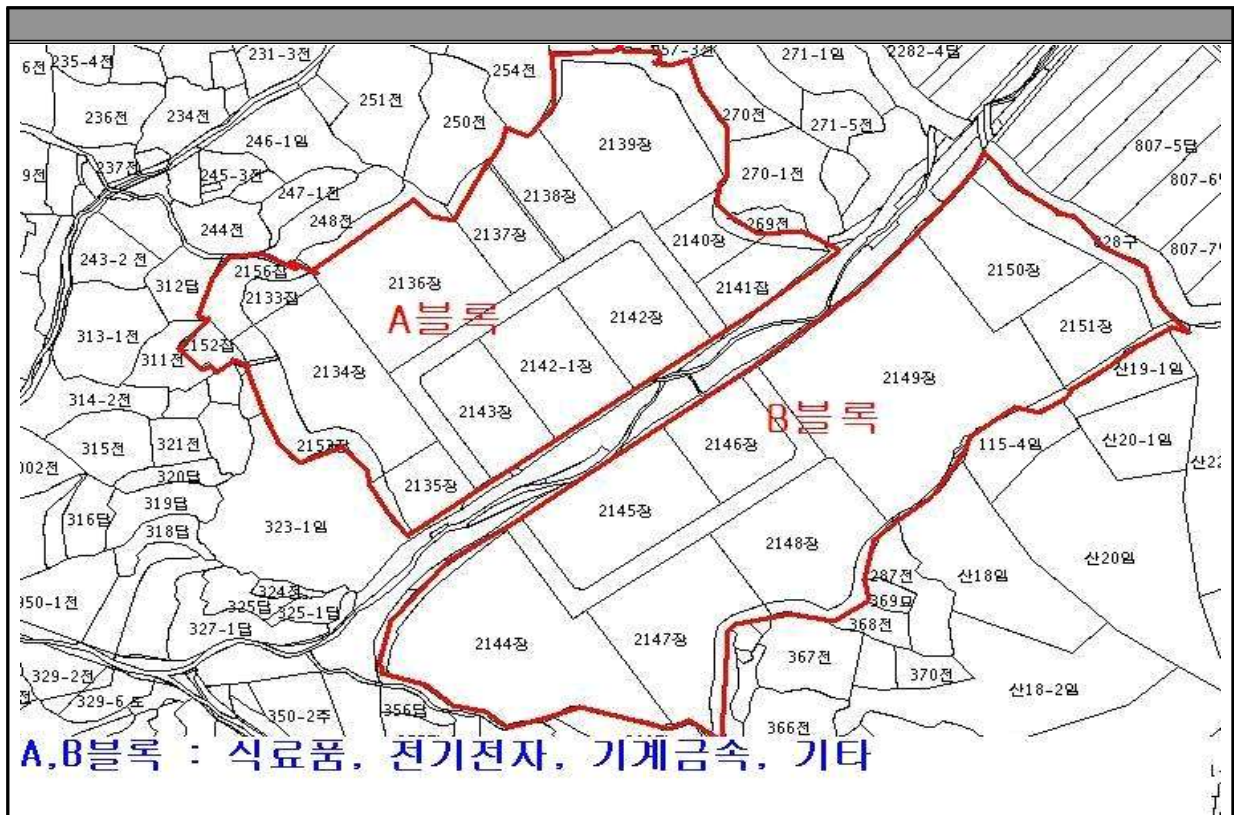 6전
235-4전
231-3전
254전
271-1임
2282-4답
236전
234전
251전
250전
270전
271-5전
246-1임
2139장
807-5답
237전
9전
245-3전
247-1전
2138장
270-1전
244전
248전
2137장
2140장
269전
828구
243-2 전
312답
2156잡
2133잡
2136장
2141잡
2150장
A블록
2142장
313-1전
311전
2152잡
2134장
2142-1장
2149장
2151장
산19-1임
314-2전
2143장
B블록
315전
321전
2146장
115-4임
산20-1임
002전
320답
2135장
316답
319답
318답
323-1임
2145장
2148장
산20임
산18임
287전
369묘
368전
324전
325답
325-1답
327-1답
2144장
2147장
367전
370전
329-2전
산18-2임
350-2주
356답
366전
A,B블록 : 식료품, 전기전자, 기계금속, 기타